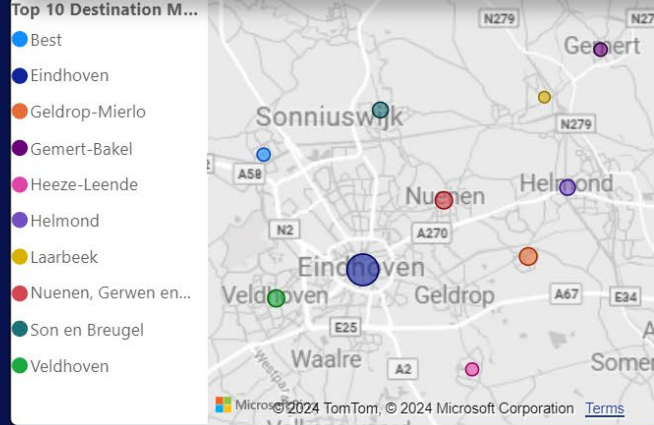 Top 10 Destination M...
Best
Eindhoven
Geldrop-Mierlo
Gemert-Bakel
Heeze-Leende
Helmond
Laarbeek
Nuenen, Gerwen en...
Son en Breugel
Veldhoven
N279
N27
Gemert
Sonniuswijk
N279
A58
Nuenen
Helmond
N2
A270
Eindhoven
Veldhoven
Geldrop
A67
E34
E25
Waalre
A2
Somer
© 2024 TomTom, © 2024 Microsoft Corporation Terms